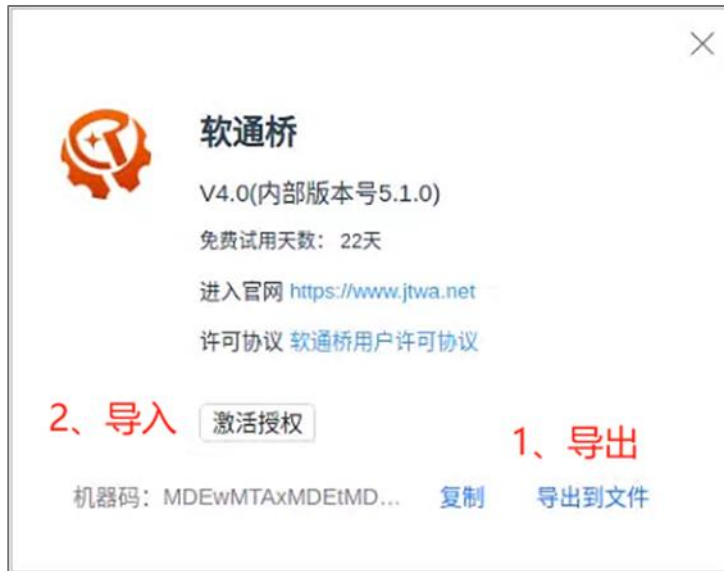 软通桥
V4.0(内部版本号5.1.0)
免费试用天数： 22天
进入官网 https://www.jtwa.net
许可协议 软通桥用户许可协议
2、导入 激活授权
1、导出
机器码：MDEwMTAxMDEtMD... 复制 导出到文件